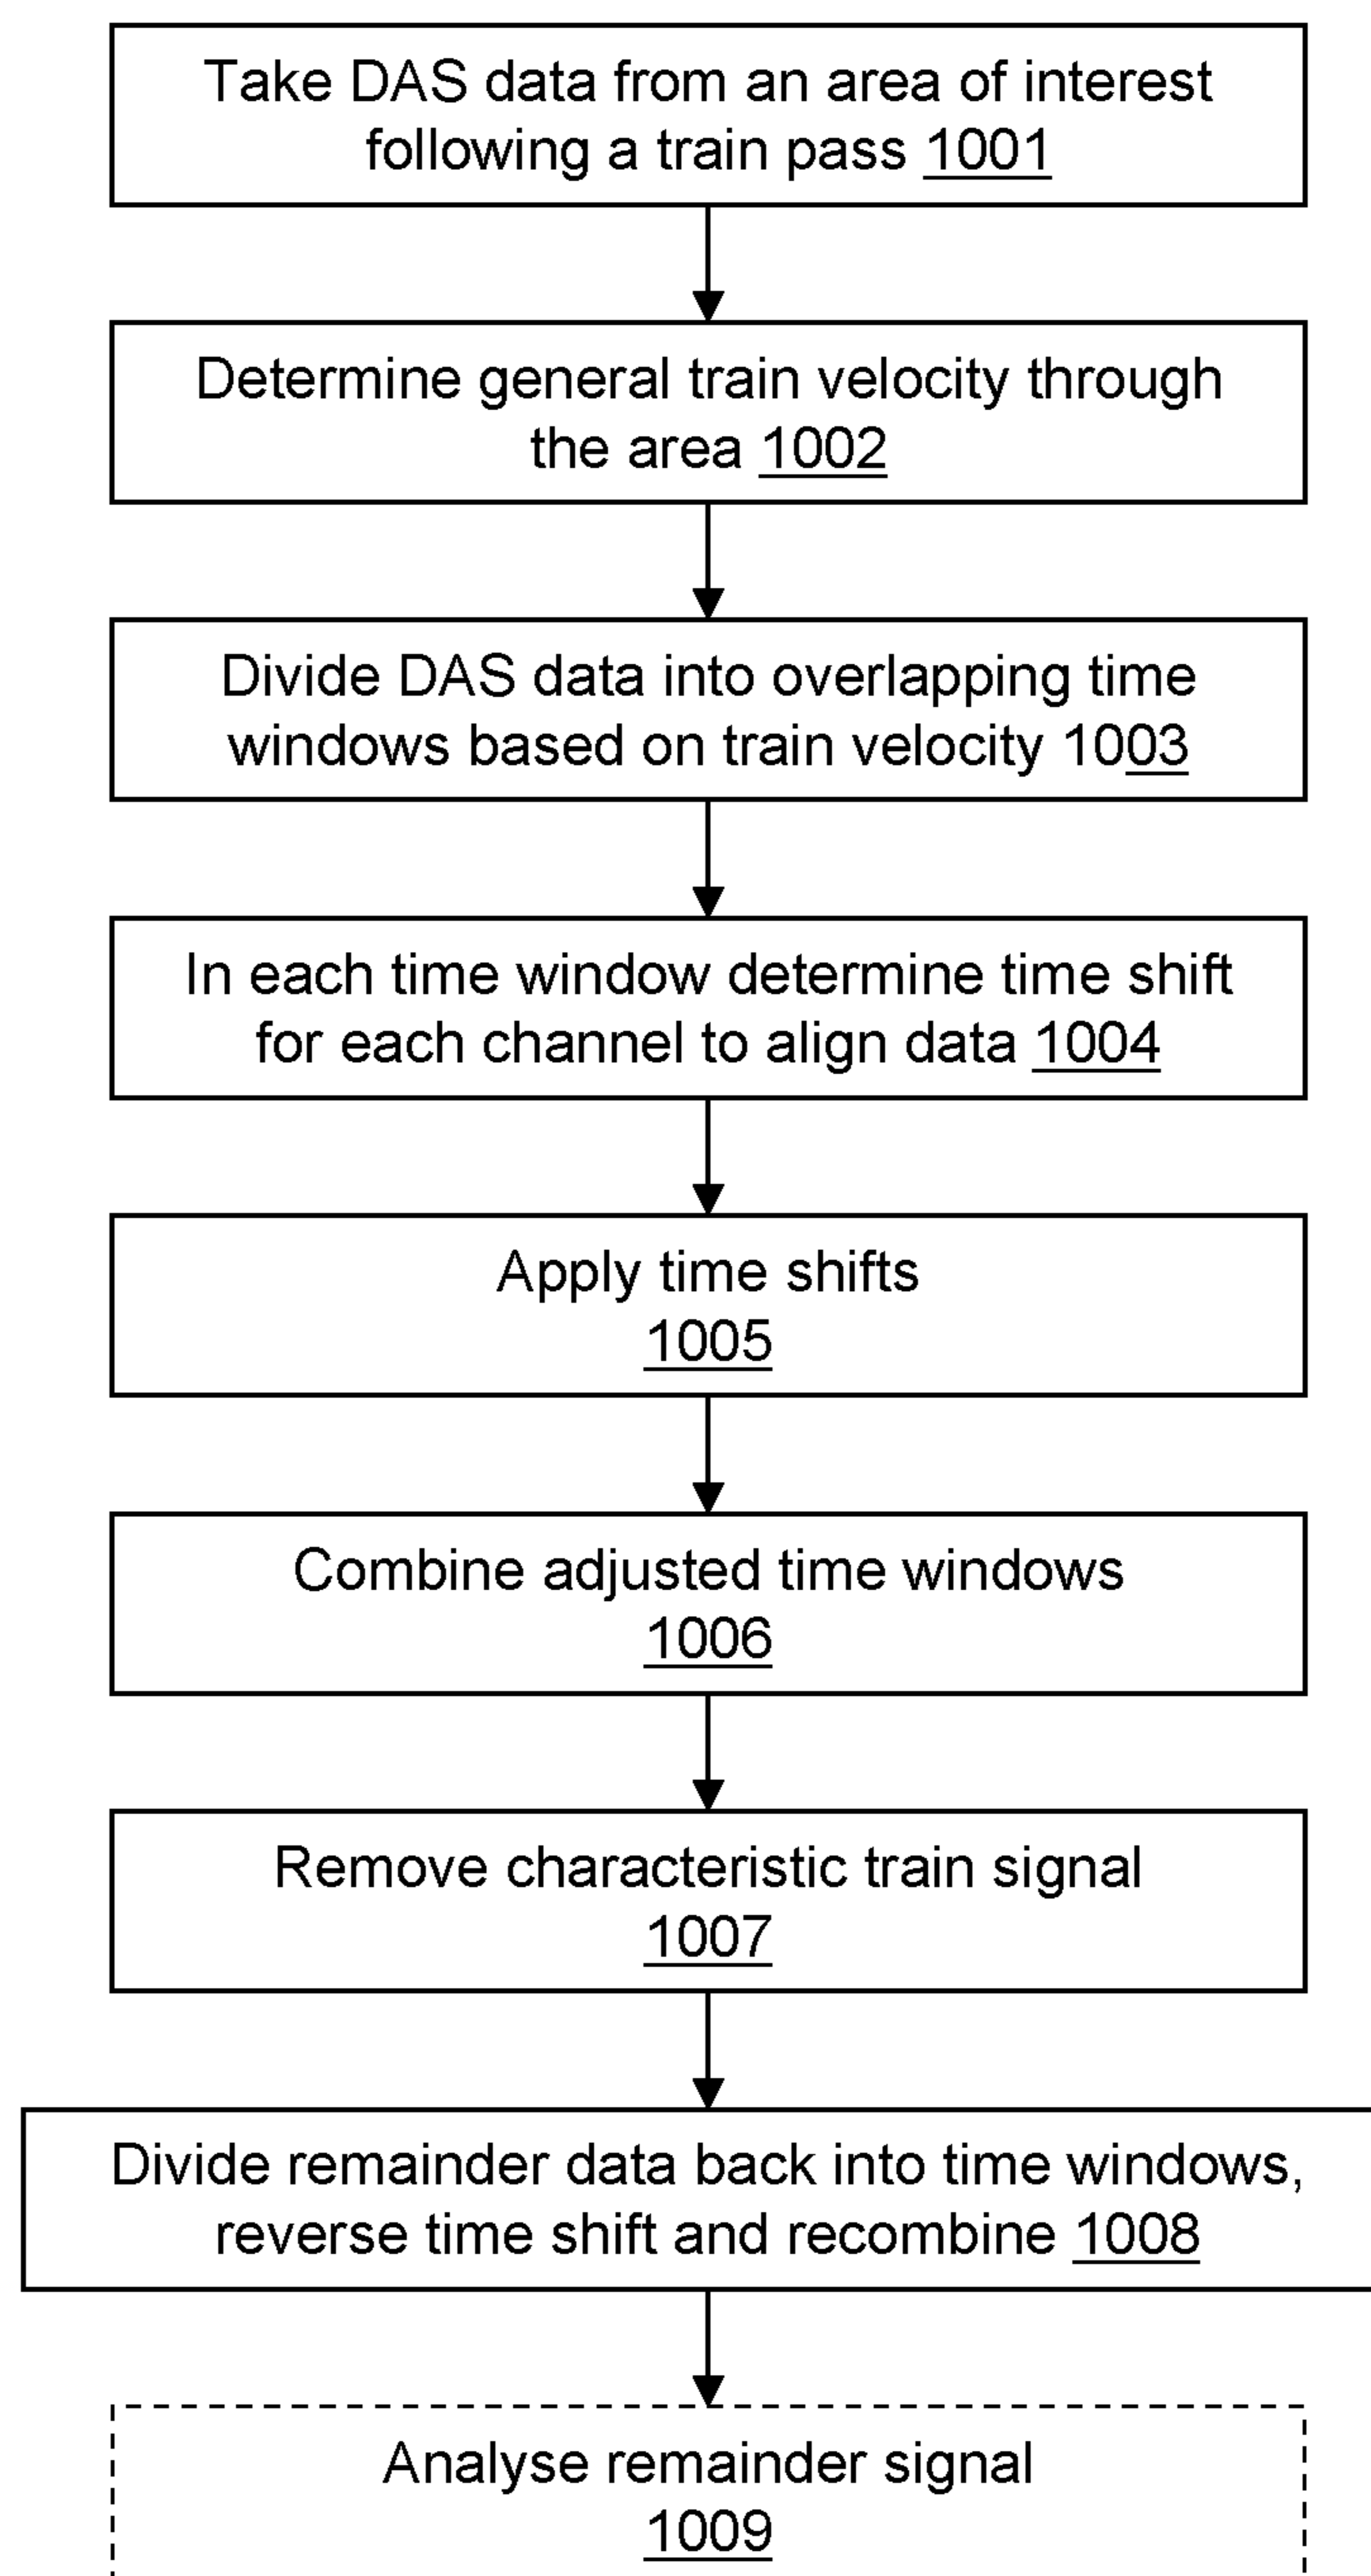 Take DAS data from an area of interest
following a train pass 1001
Determine general train velocity through
the area 1002
Divide DAS data into overlapping time
windows based on train velocity 1003
In each time window determine time shift
for each channel to align data 1004
Apply time shifts
1005
Combine adjusted time windows
1006
Remove characteristic train signal
1007
Divide remainder data back into time windows,
reverse time shift and recombine 1008
Analyse remainder signal
1009